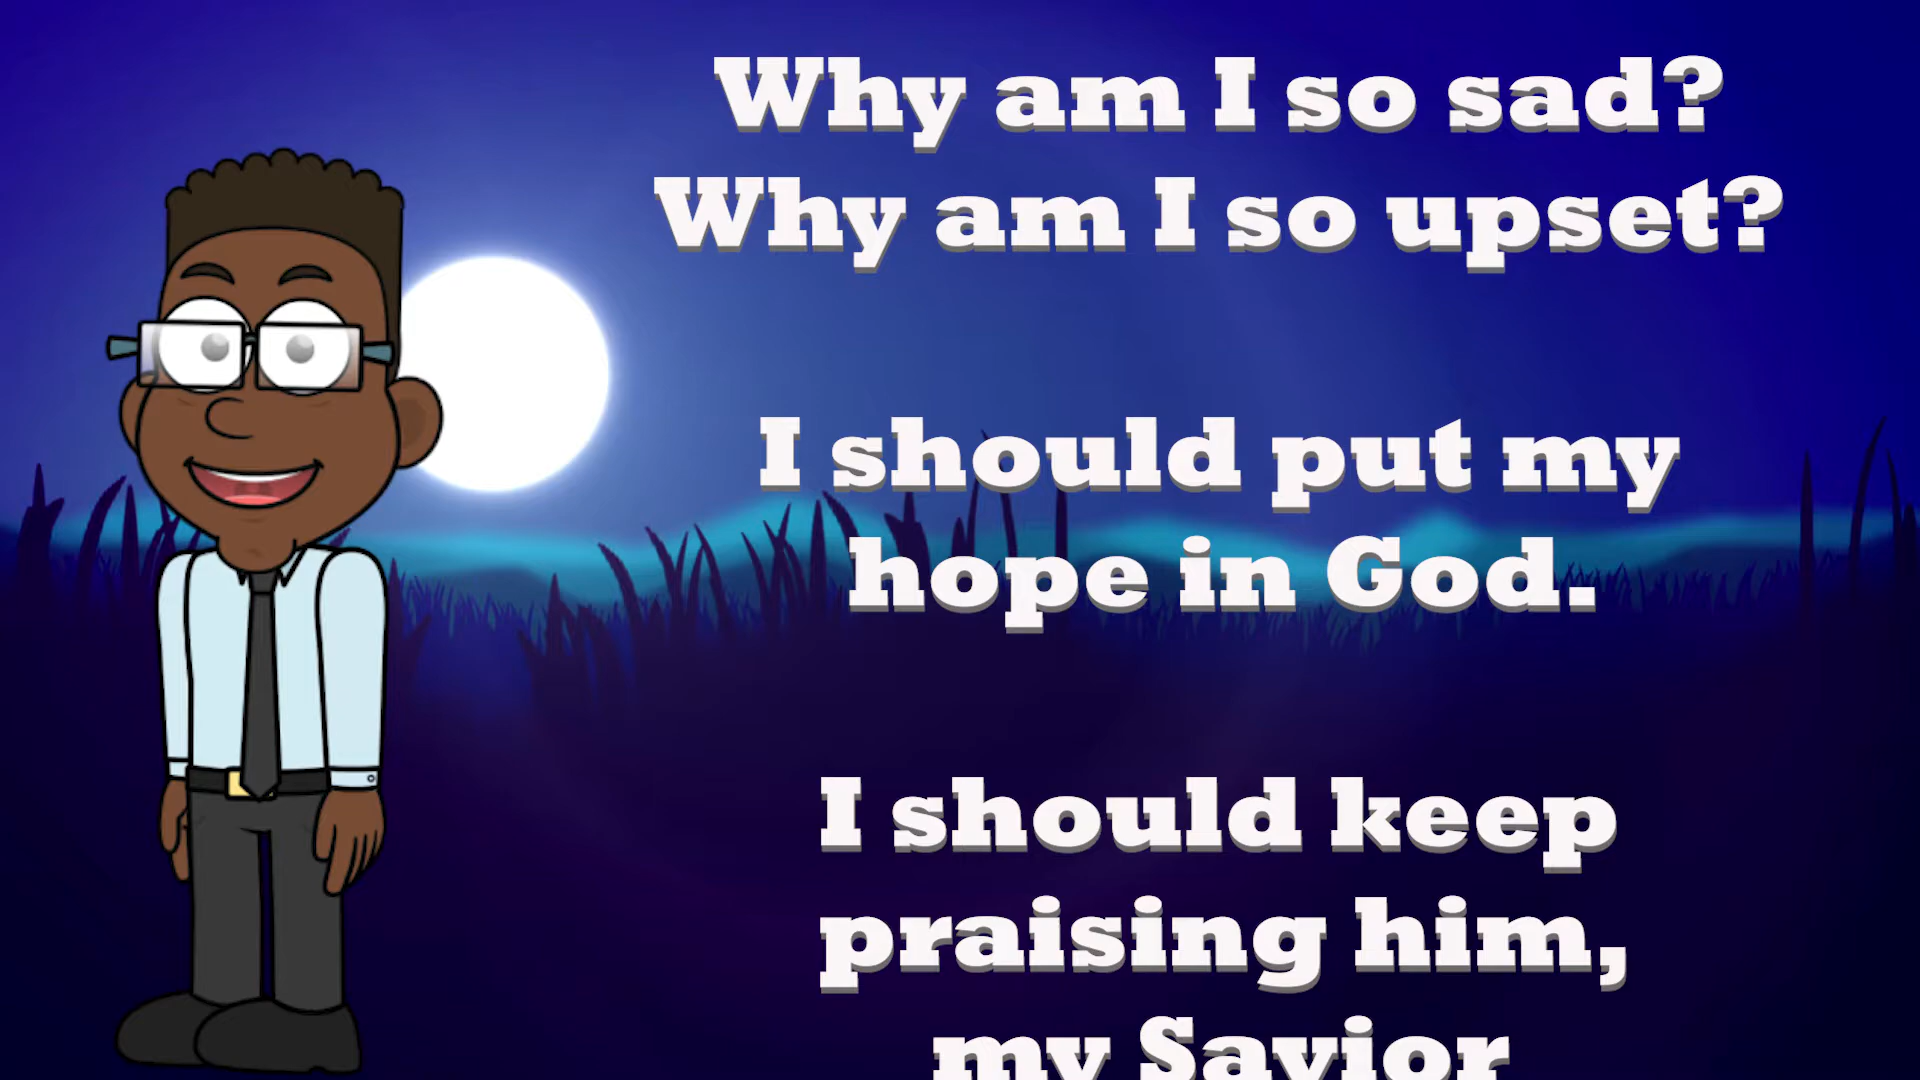 Why am I so sad?
Why am I so upset?
I should put my
hope in God.
I should keep
praising him,
my Savior